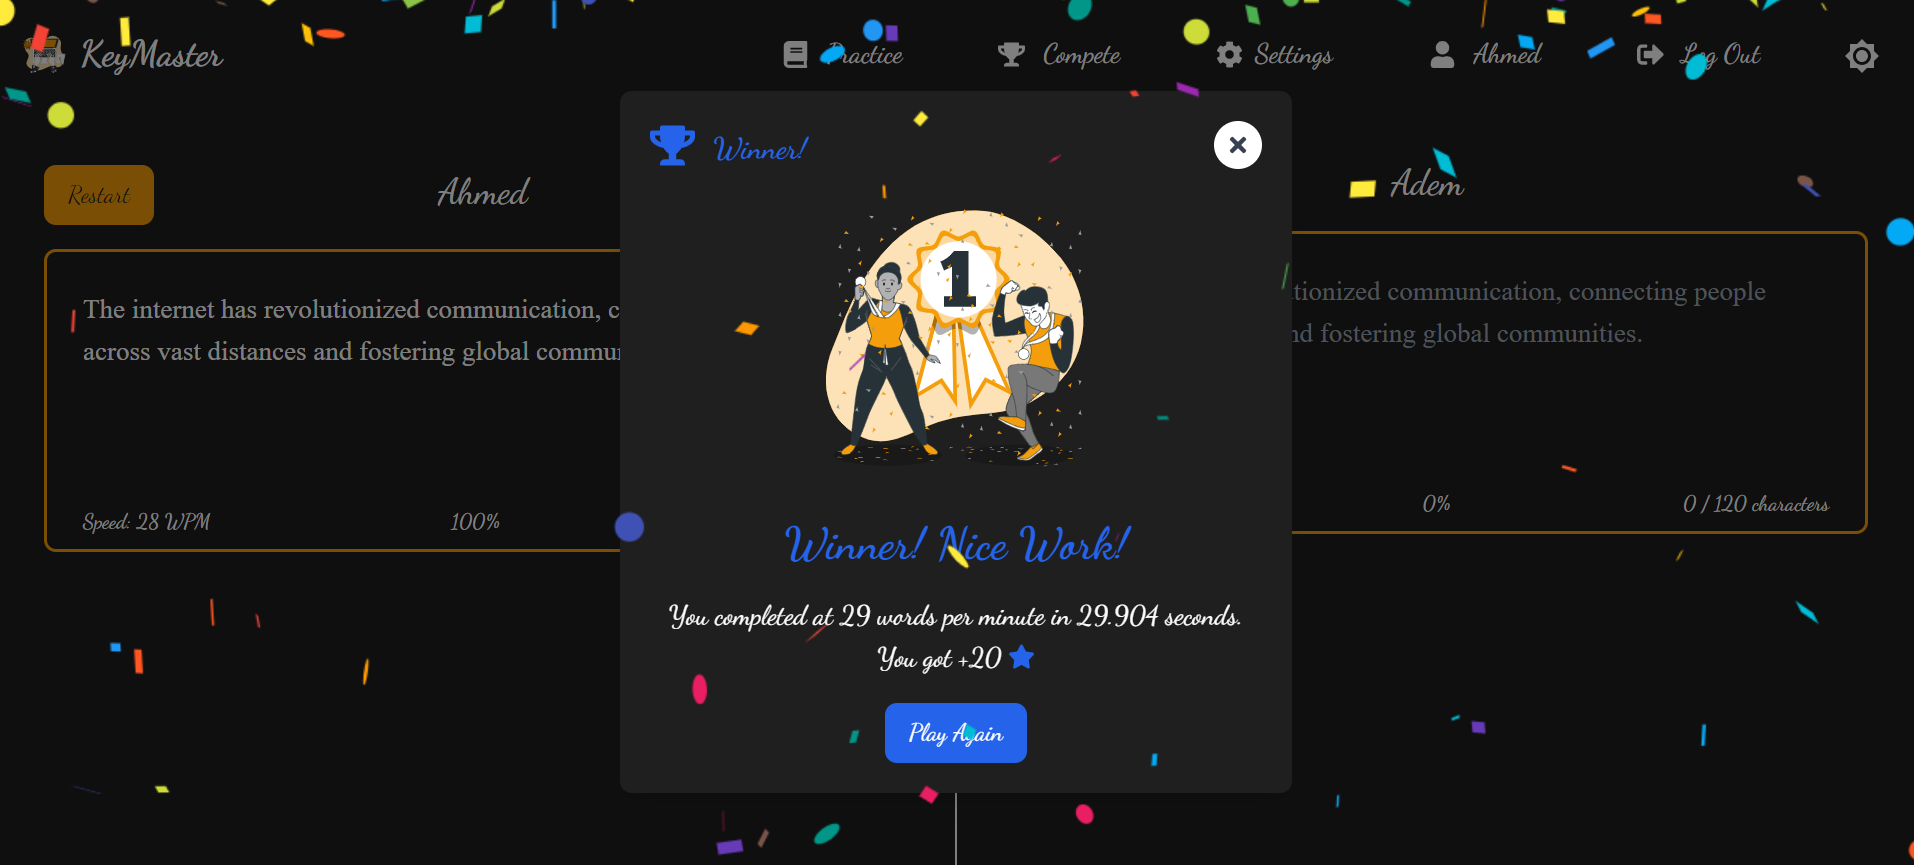 KeyMaster
Practice
Compete
Settings
Ahmed
Log Out
Winner!
Restart
Ahmed
Adem
The internet has revolutionized communication, c
across vast distances and fostering global commu
tionized communication, connecting people
nd fostering global communities.
1
Speed: 28 WPM
100%
0%
0 / 120 characters
Winner! Nice Work!
You completed at 29 words per minute in 29.904 seconds.
You got +20
Play Again